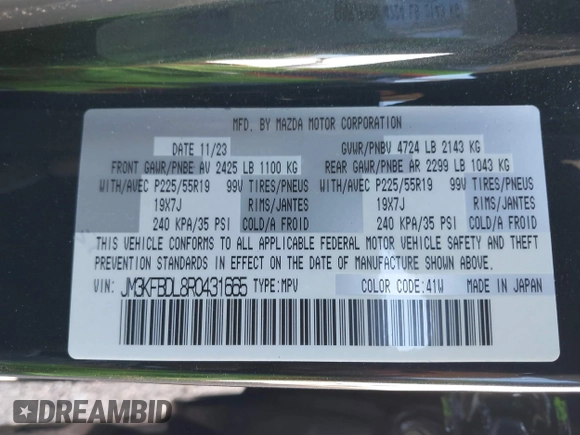 MFD. BY MAZDA MOTOR CORPORATION
DATE 11/23 GVWR/PNBV 4724 LB 2143 KG
FRONT GAWR/PNBE AV 2425 LB 1100 KG REAR GAWR/PNBE AR 2299 LB 1043 KG
WITH/AVEC P225/55R19 99V TIRES/PNEUS WITH/AVEC P225/55R19 99V TIRES/PNEUS
19X7J RIMS/JANTES 19X7J RIMS/JANTES
240 KPA/35 PSI COLD/A FROID 240 KPA/35 PSI COLD/A FROID
THIS VEHICLE CONFORMS TO ALL APPLICABLE FEDERAL MOTOR VEHICLE SAFETY AND THEFT
PREVENTION STANDARDS IN EFFECT ON THE DATE OF MANUFACTURE SHOWN ABOVE.
VIN: JM3KFBDL8R0431665 TYPE:MPV COLOR CODE:41W MADE IN JAPAN
DREAMBID